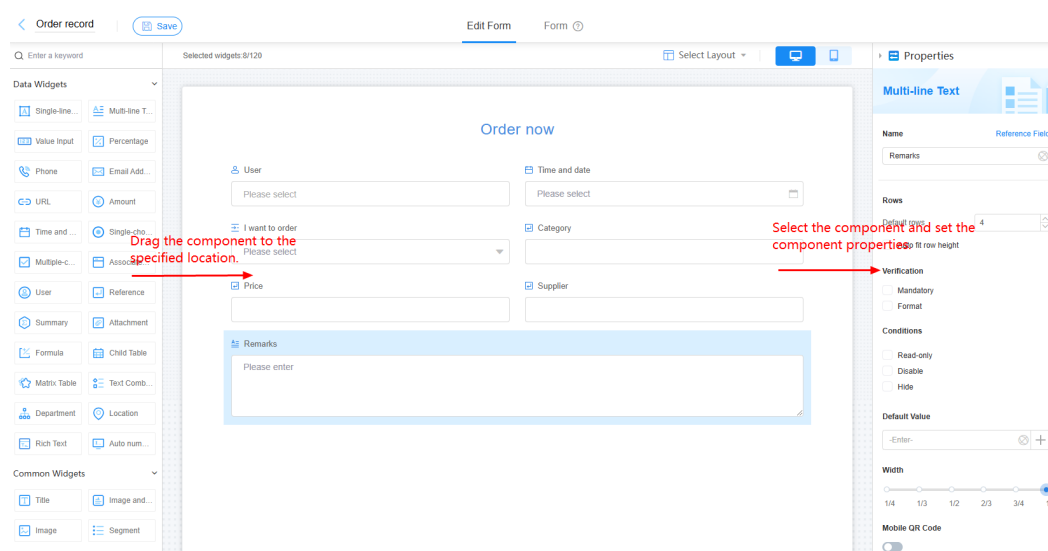 Order record
Save
Edit Form
Form
Enter a keyword
Selected widgets:8/120
Select Layout
Properties
Data Widgets
Single-line...
Multi-line T...
Value Input
Percentage
Phone
Email Add...
URL
Amount
Time and ...
Single-cho...
Multiple-c...
Associate...
User
Reference
Summary
Attachment
Formula
Child Table
Matrix Table
Text Comb...
Department
Location
Rich Text
Auto num...
Common Widgets
Title
Image and...
Image
Segment
Drag the component to the
specified location.
Order now
User
Please select
Time and date
Please select
I want to order
Please select
Category
Price
Supplier
Remarks
Please enter
Select the component and set the
component properties.
Multi-line Text
Name
Reference Field
Remarks
Rows
Default rows
4
Auto fit row height
Verification
Mandatory
Format
Conditions
Read-only
Disable
Hide
Default Value
-Enter-
Width
1/4 1/3 1/2 2/3 3/4 1
Mobile QR Code